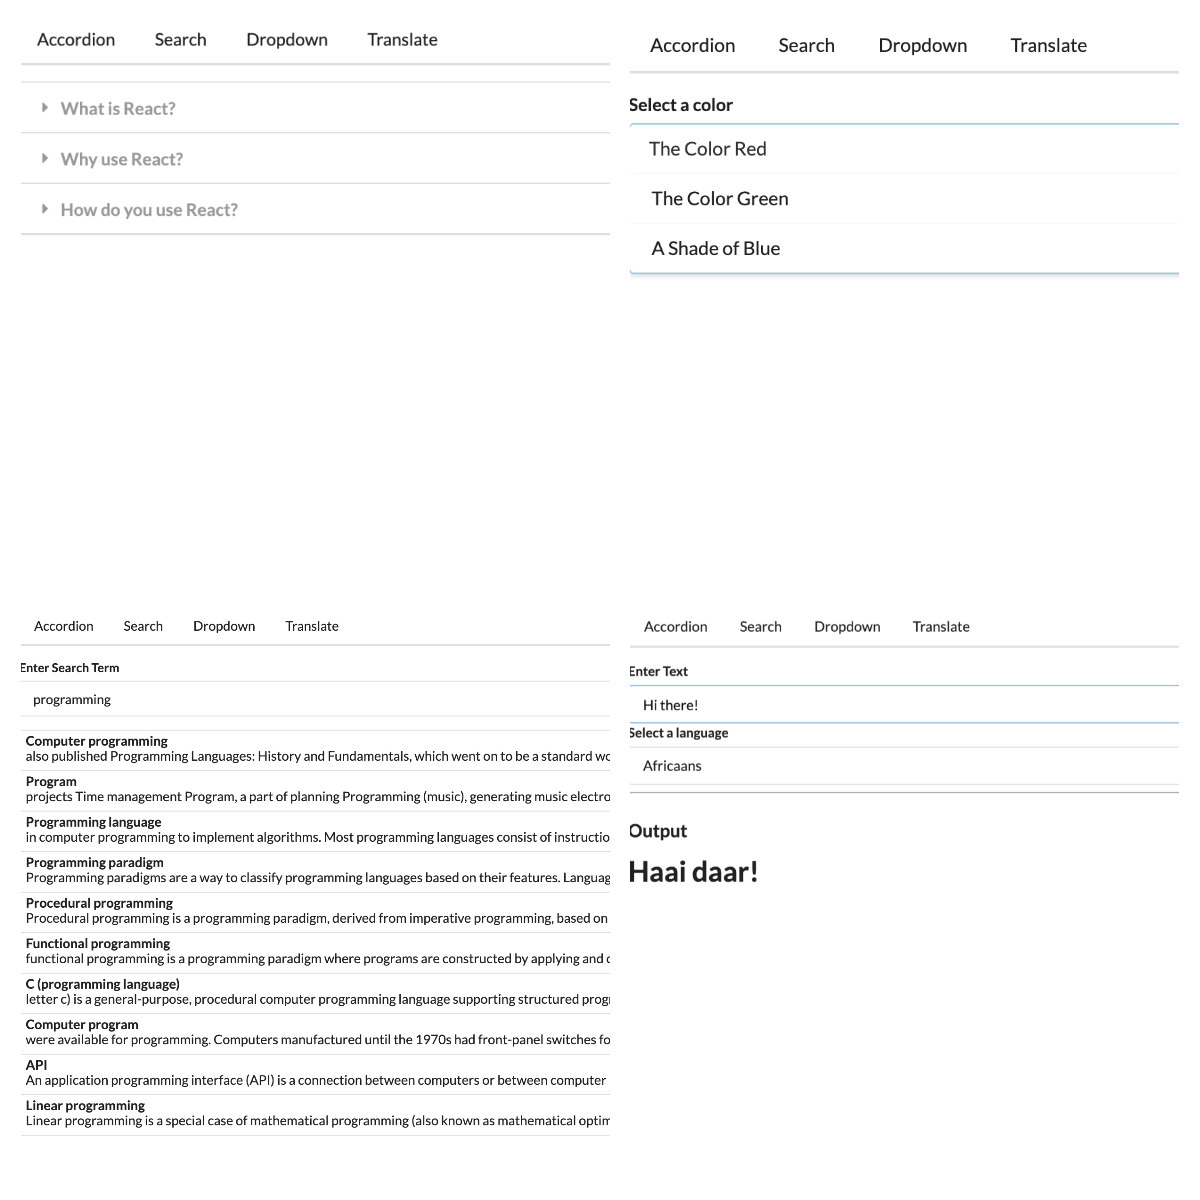 Accordion Search Dropdown Translate
What is React?
Why use React?
How do you use React?
Accordion Search Dropdown Translate
Select a color
The Color Red
The Color Green
A Shade of Blue
Accordion Search Dropdown Translate
Enter Search Term
programming
Computer programming
also published Programming Languages: History and Fundamentals, which went on to be a standard wo
Program
projects Time management Program, a part of planning Programming (music), generating music electro
Programming language
in computer programming to implement algorithms. Most programming languages consist of instructio
Programming paradigm
Programming paradigms are a way to classify programming languages based on their features. Languag
Procedural programming
Procedural programming is a programming paradigm, derived from imperative programming, based on
Functional programming
functional programming is a programming paradigm where programs are constructed by applying and c
C (programming language)
letter c) is a general-purpose, procedural computer programming language supporting structured progr
Computer program
were available for programming. Computers manufactured until the 1970s had front-panel switches fo
API
An application programming interface (API) is a connection between computers or between computer
Linear programming
Linear programming is a special case of mathematical programming (also known as mathematical optim
Accordion Search Dropdown Translate
Enter Text
Hi there!
Select a language
Africaans
Output
Haai daar!